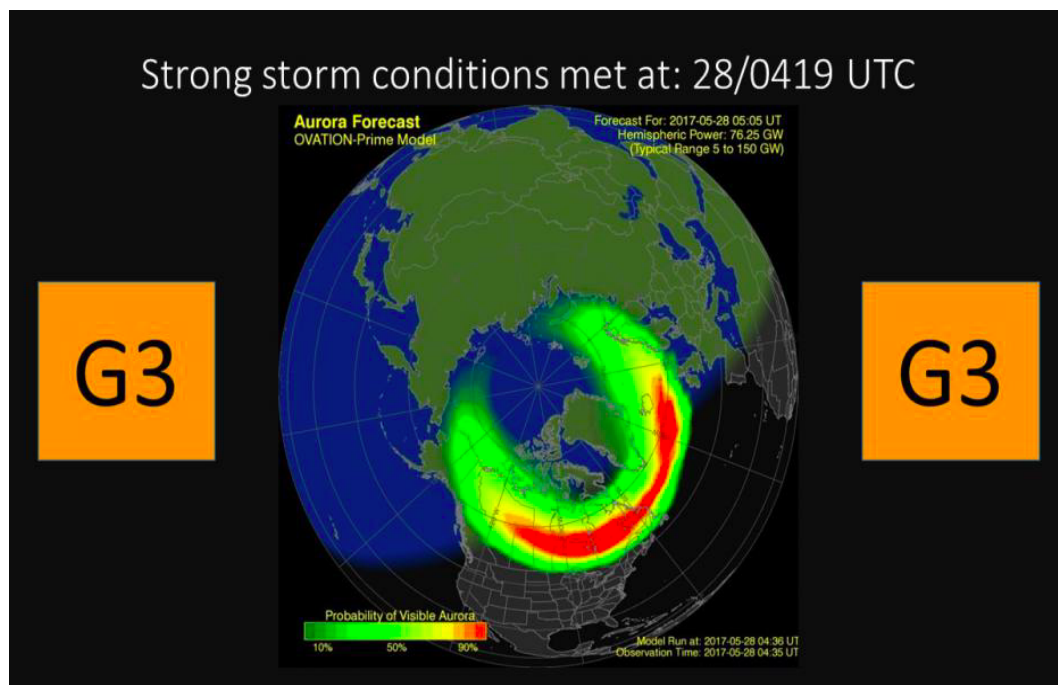 Strong storm conditions met at: 28/0419 UTC
Aurora Forecast
OVATION-Prime Model
Forecast For: 2017-05-28 05:05 UT
Hemispheric Power: 76.25 GW
(Typical Range 5 to 150 GW)
G3
G3
Probability of Visible Aurora
10% 50% 90%
Model Run at: 2017-05-28 04:36 UT
Observation Time: 2017-05-28 04:35 UT